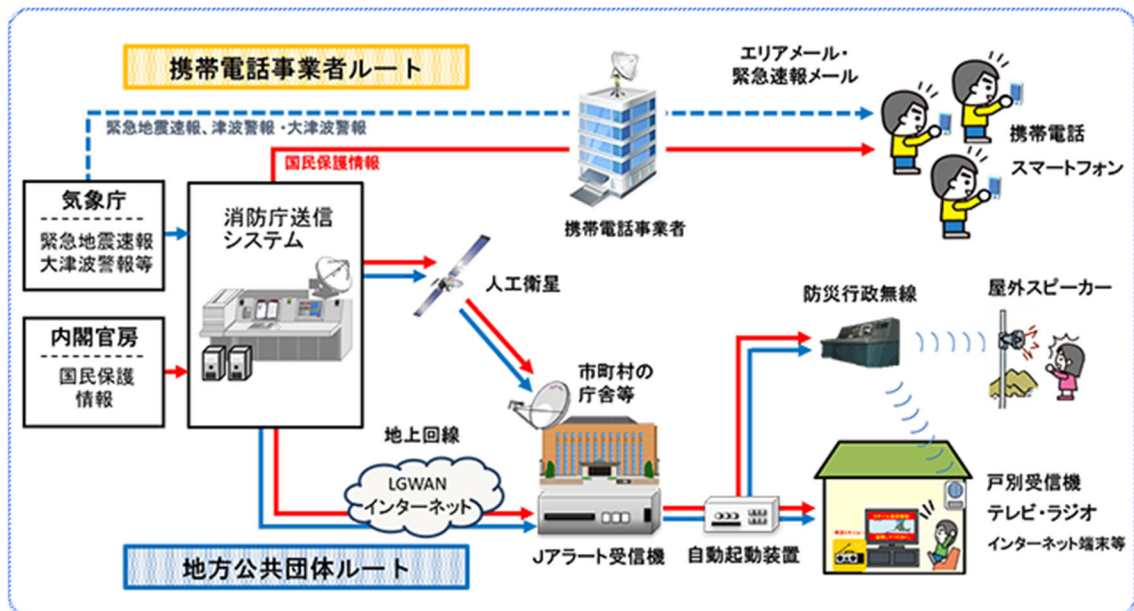 携帯電話事業者ルート
エリアメール・
緊急速報メール
緊急地震速報、津波警報・大津波警報
国民保護情報
携帯電話
スマートフォン
携帯電話事業者
気象庁
緊急地震速報
大津波警報等
消防庁送信
システム
人工衛星
防災行政無線
屋外スピーカー
内閣官房
国民保護
情報
市町村の
庁舎等
地上回線
LGWAN
インターネット
Jアラート受信機
自動起動装置
戸別受信機
テレビ・ラジオ
インターネット端末等
地方公共団体ルート